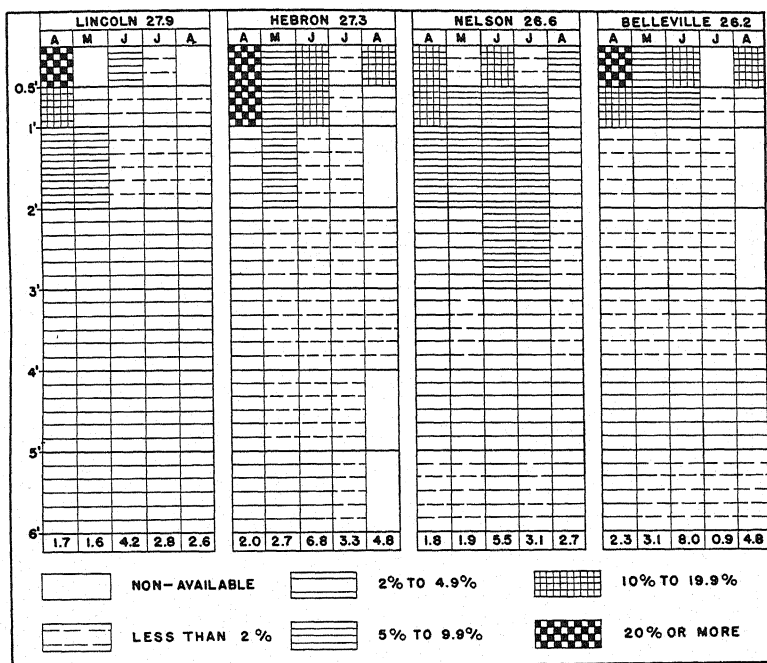 LINCOLN 27.9 HEBRON 27.3 NELSON 26.6 BELLEVILLE 26.2
A M J J A A M J J A A M J J A A M J J A
0.5'
1'
2'
3'
4'
5'
6'
1.7 1.6 4.2 2.8 2.6 2.0 2.7 6.8 3.3 4.8 1.8 1.9 5.5 3.1 2.7 2.3 3.1 8.0 0.9 4.8
NON-AVAILABLE 2% TO 4.9% 10% TO 19.9%
LESS THAN 2% 5% TO 9.9% 20% OR MORE